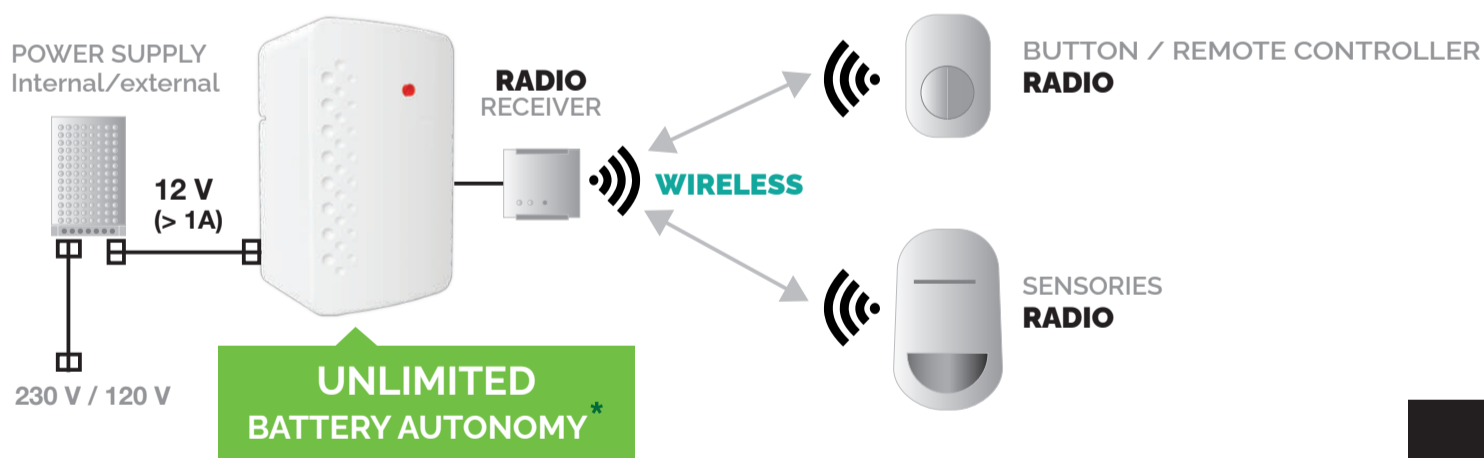 POWER SUPPLY
Internal/external
12 V
(> 1A)
230 V / 120 V
RADIO
RECEIVER
WIRELESS
BUTTON / REMOTE CONTROLLER
RADIO
SENSORIES
RADIO
UNLIMITED
BATTERY AUTONOMY*